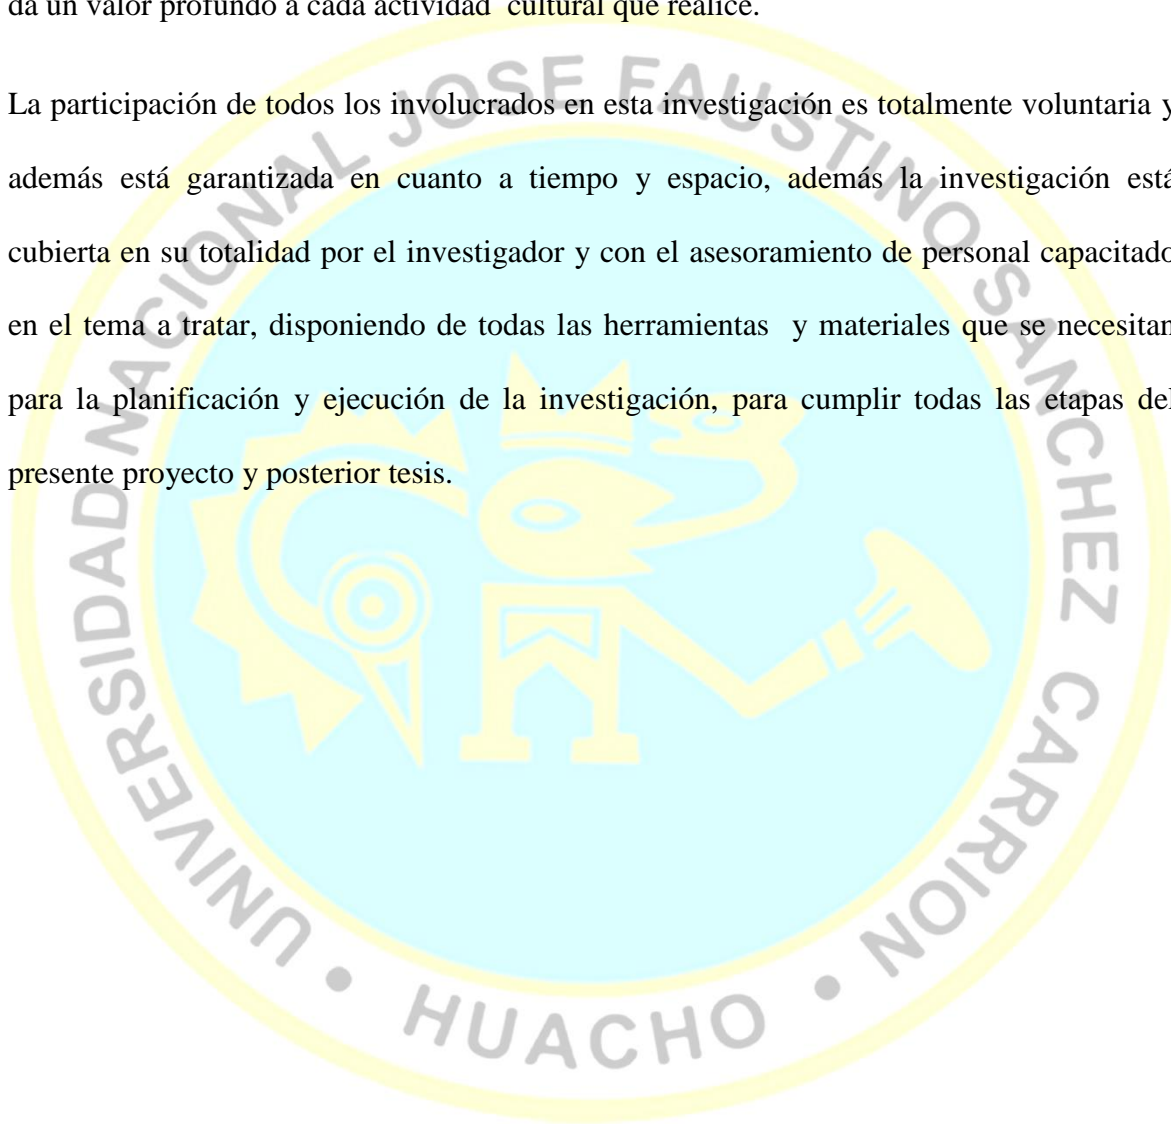 da un valor profundo a cada actividad  cultural que realice.
La participación de todos los involucrados en esta investigación es totalmente voluntaria y
además está garantizada en cuanto a tiempo y espacio, además la investigación está
cubierta en su totalidad por el investigador y con el asesoramiento de personal capacitado
en el tema a tratar, disponiendo de todas las herramientas  y materiales que se necesitan
para la planificación y ejecución de la investigación, para cumplir todas las etapas del
presente proyecto y posterior tesis.
UNIVERSIDAD NACIONAL JOSE FAUSTINO SANCHEZ CARRION
• HUACHO •